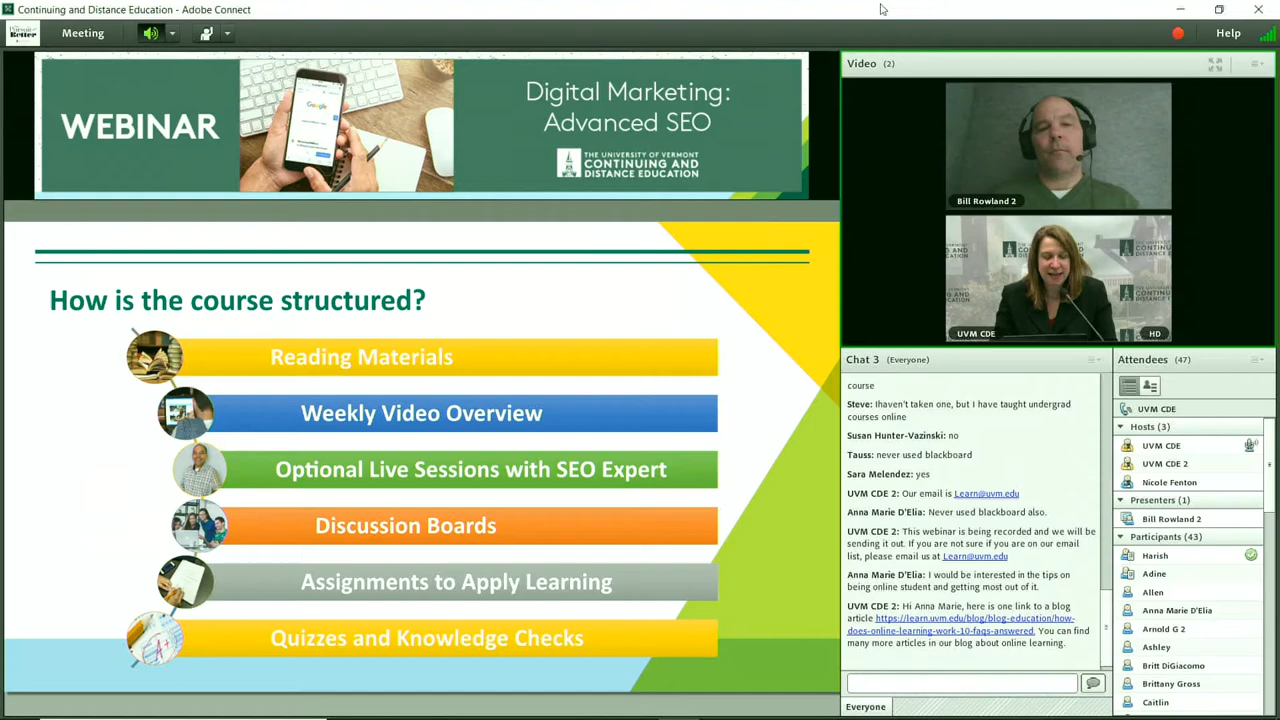 Continuing and Distance Education - Adobe Connect
Pursuit
Better
Meeting
Help
WEBINAR
Google
Digital Marketing:
Advanced SEO
THE UNIVERSITY OF VERMONT
CONTINUING AND
DISTANCE EDUCATION
How is the course structured?
Reading Materials
Weekly Video Overview
Optional Live Sessions with SEO Expert
Discussion Boards
Assignments to Apply Learning
Quizzes and Knowledge Checks
Video (2)
Bill Rowland 2
UVM CDE
HD
Chat 3 (Everyone)
course
Steve: Ihaven't taken one, but I have taught undergrad
courses online
Susan Hunter-Vazinski: no
Tauss: never used blackboard
Sara Melendez: yes
UVM CDE 2: Our email is Learn@uvm.edu
Anna Marie D'Elia: Never used blackboard also.
UVM CDE 2: This webinar is being recorded and we will be
sending it out. If you are not sure if you are on our email
list, please email us at Learn@uvm.edu
Anna Marie D'Elia: I would be interested in the tips on
being online student and getting most out of it.
UVM CDE 2: Hi Anna Marie, here is one link to a blog
article https://learn.uvm.edu/blog/blog-education/how-
does-online-learning-work-10-faqs-answered. You can find
many more articles in our blog about online learning.
Everyone
Attendees (47)
UVM CDE
Hosts (3)
UVM CDE
UVM CDE 2
Nicole Fenton
Presenters (1)
Bill Rowland 2
Participants (43)
Harish
Adine
Allen
Anna Marie D'Elia
Arnold G 2
Ashley
Britt DiGiacomo
Brittany Gross
Caitlin